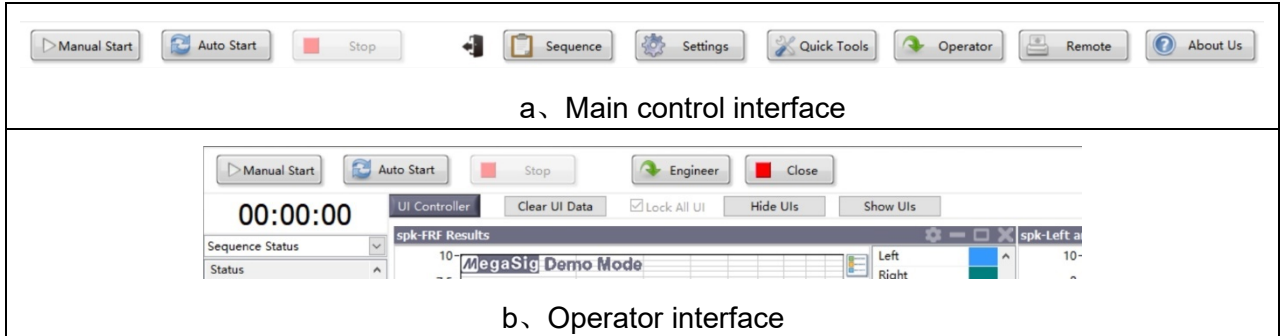 Manual Start Auto Start Stop Sequence Settings Quick Tools Operator Remote About Us
a、Main control interface
Manual Start Auto Start Stop Engineer Close
00:00:00 UI Controller Clear UI Data Lock All UI Hide UIs Show UIs
spk-FRF Results spk-Left a
Sequence Status
10 MegaSig Demo Mode Left 10
Status
Right
b、Operator interface